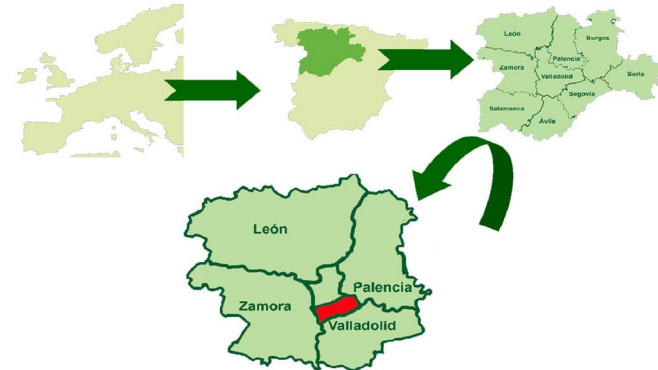 León
Burgos
Palencia
Zamora
Valladolid
Soria
Segovia
Salamanca
Ávila
León
Palencia
Zamora
Valladolid